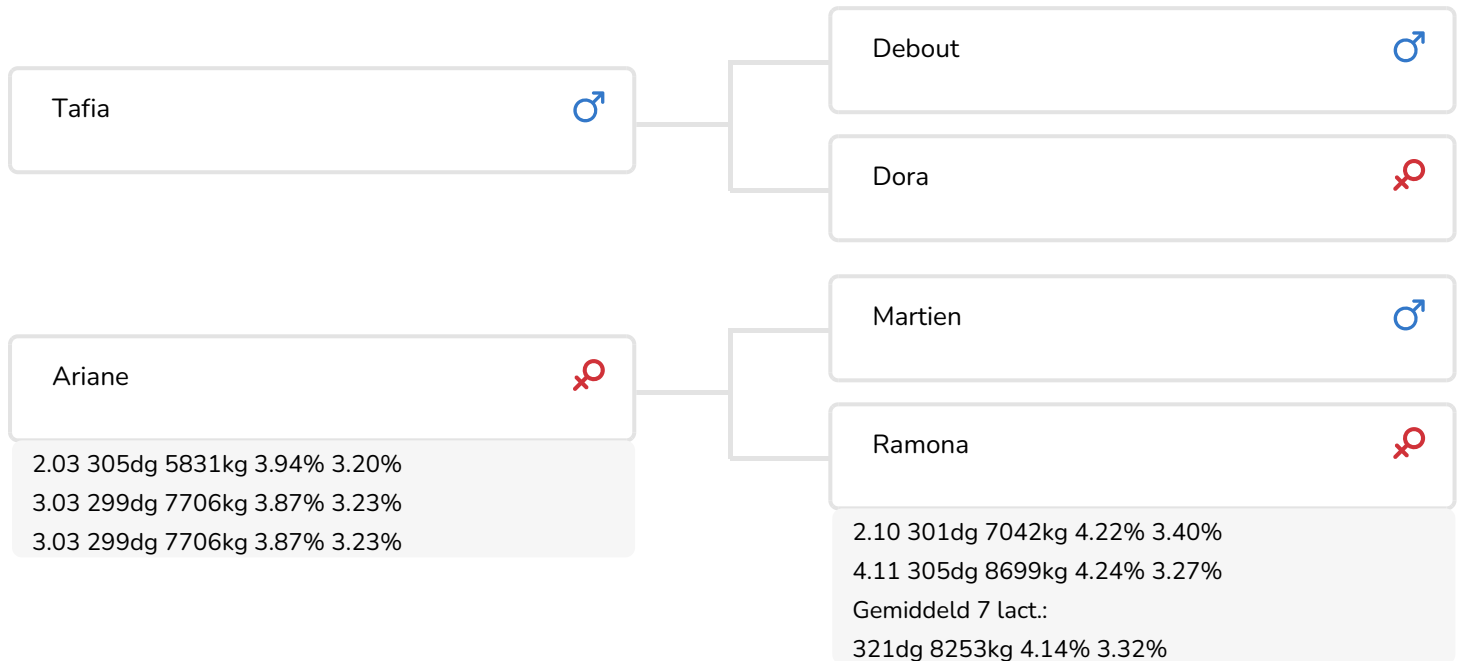 Debout
Tafia
Dora
Martien
Ariane
Ramona
2.03 305dg 5831kg 3.94% 3.20%
3.03 299dg 7706kg 3.87% 3.23%
3.03 299dg 7706kg 3.87% 3.23%
2.10 301dg 7042kg 4.22% 3.40%
4.11 305dg 8699kg 4.24% 3.27%
Gemiddeld 7 lact.:
321dg 8253kg 4.14% 3.32%